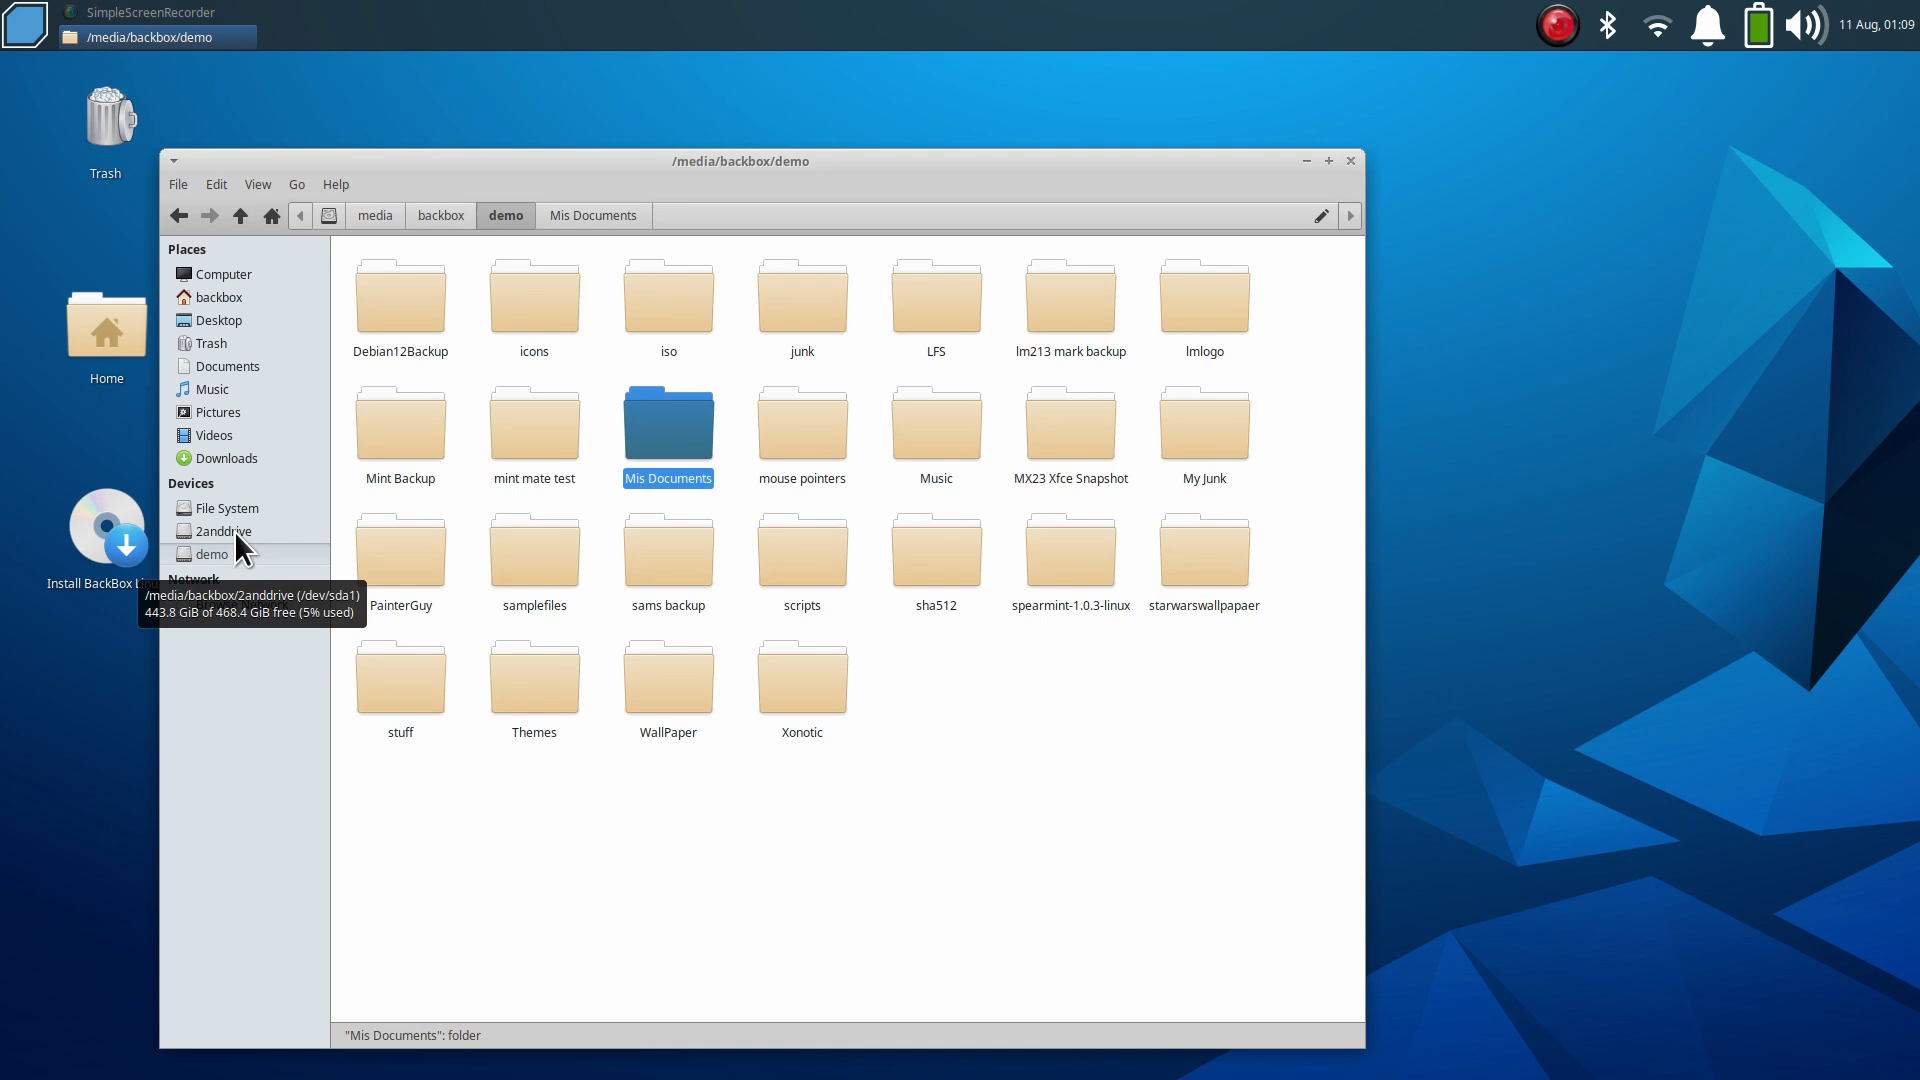 SimpleScreenRecorder
/media/backbox/demo
11 Aug, 01:09
Trash
Home
Install BackBox Li
/media/backbox/demo
File Edit View Go Help
media backbox demo Mis Documents
Places
Computer
backbox
Desktop
Trash
Documents
Music
Pictures
Videos
Downloads
Devices
File System
2anddrive
demo
Network
/media/backbox/2anddrive (/dev/sda1)
443.8 GiB of 468.4 GiB free (5% used)
Debian12Backup icons iso junk LFS lm213 mark backup lmlogo
Mint Backup mint mate test Mis Documents mouse pointers Music MX23 Xfce Snapshot My Junk
PainterGuy samplefiles sams backup scripts sha512 spearmint-1.0.3-linux starwarswallpapaer
stuff Themes WallPaper Xonotic
"Mis Documents": folder